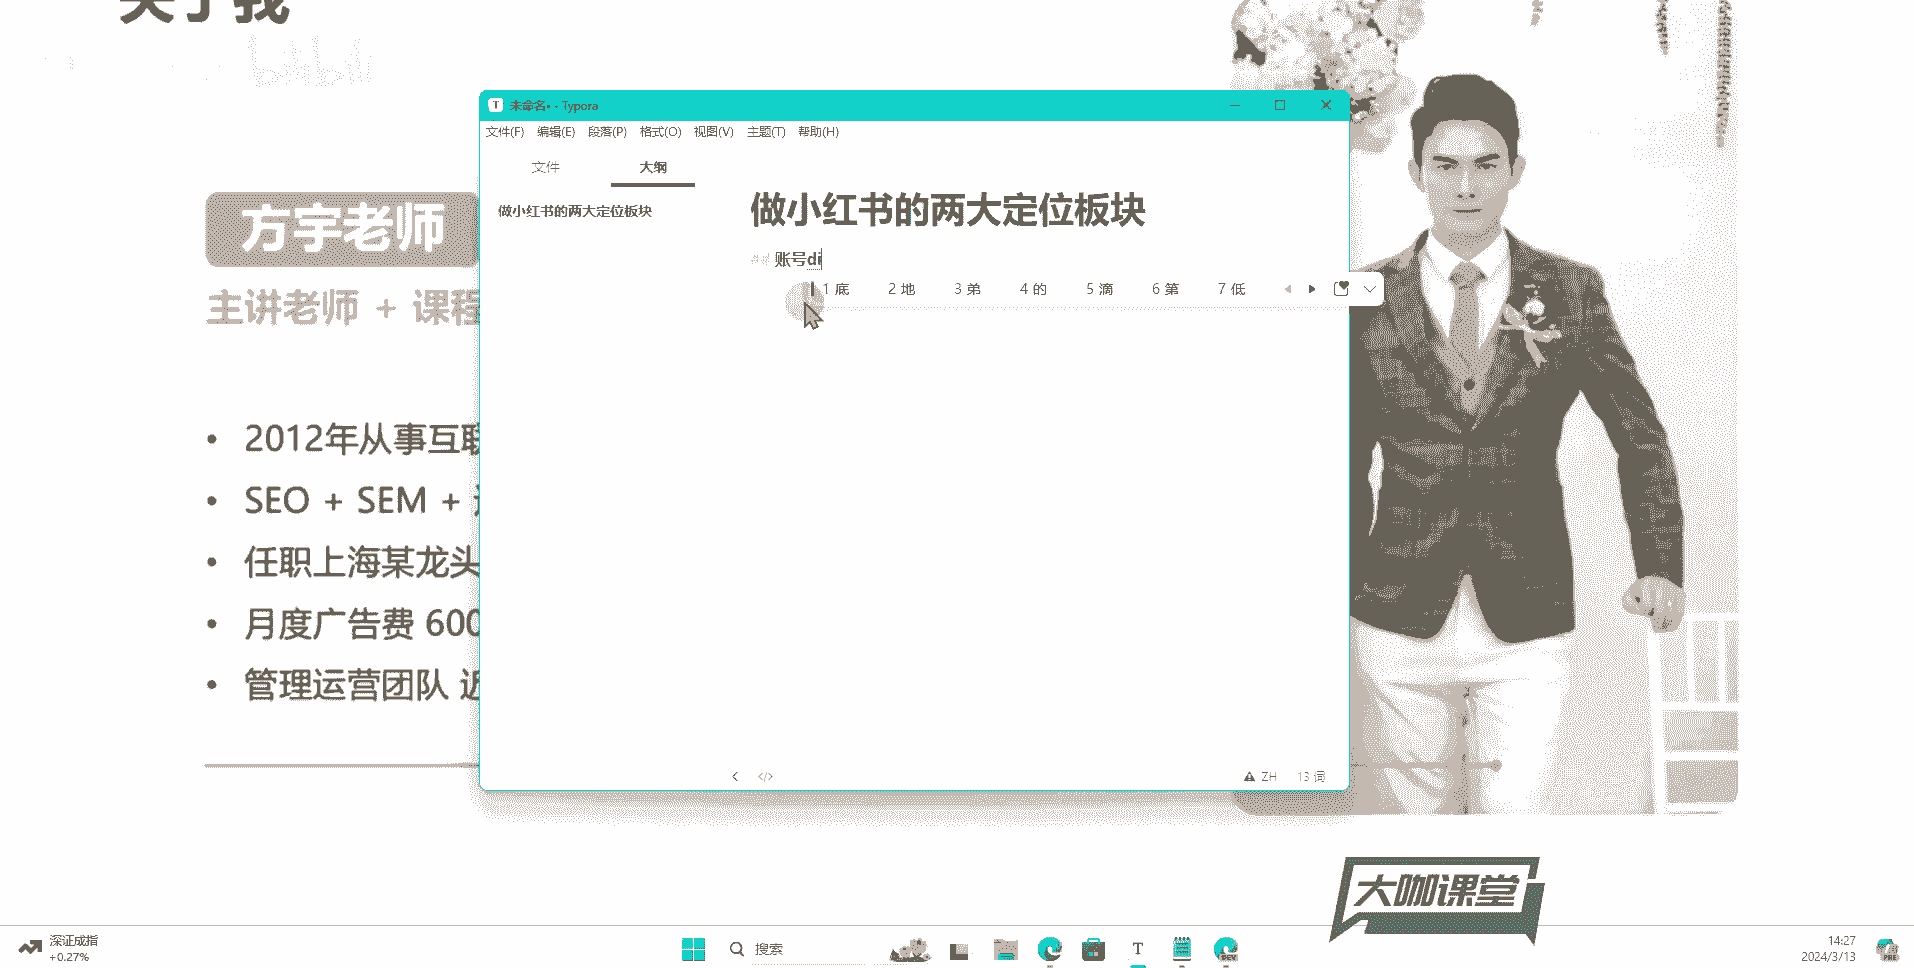 关于我
bilibili
方宇老师
主讲老师 + 课程
2012年从事互联
SEO + SEM +
任职上海某龙头
月度广告费 600
管理运营团队 近
未命名• - Typora
文件(F) 编辑(E) 段落(P) 格式(O) 视图(V) 主题(T) 帮助(H)
文件 大纲
做小红书的两大定位板块
做小红书的两大定位板块
## 账号di
1 底 2 地 3 弟 4 的 5 滴 6 第 7 低
</> ZH 13 词
大咖课堂
深证成指
+0.27%
搜索
T
DEV
14:27
2024/3/13
PRE